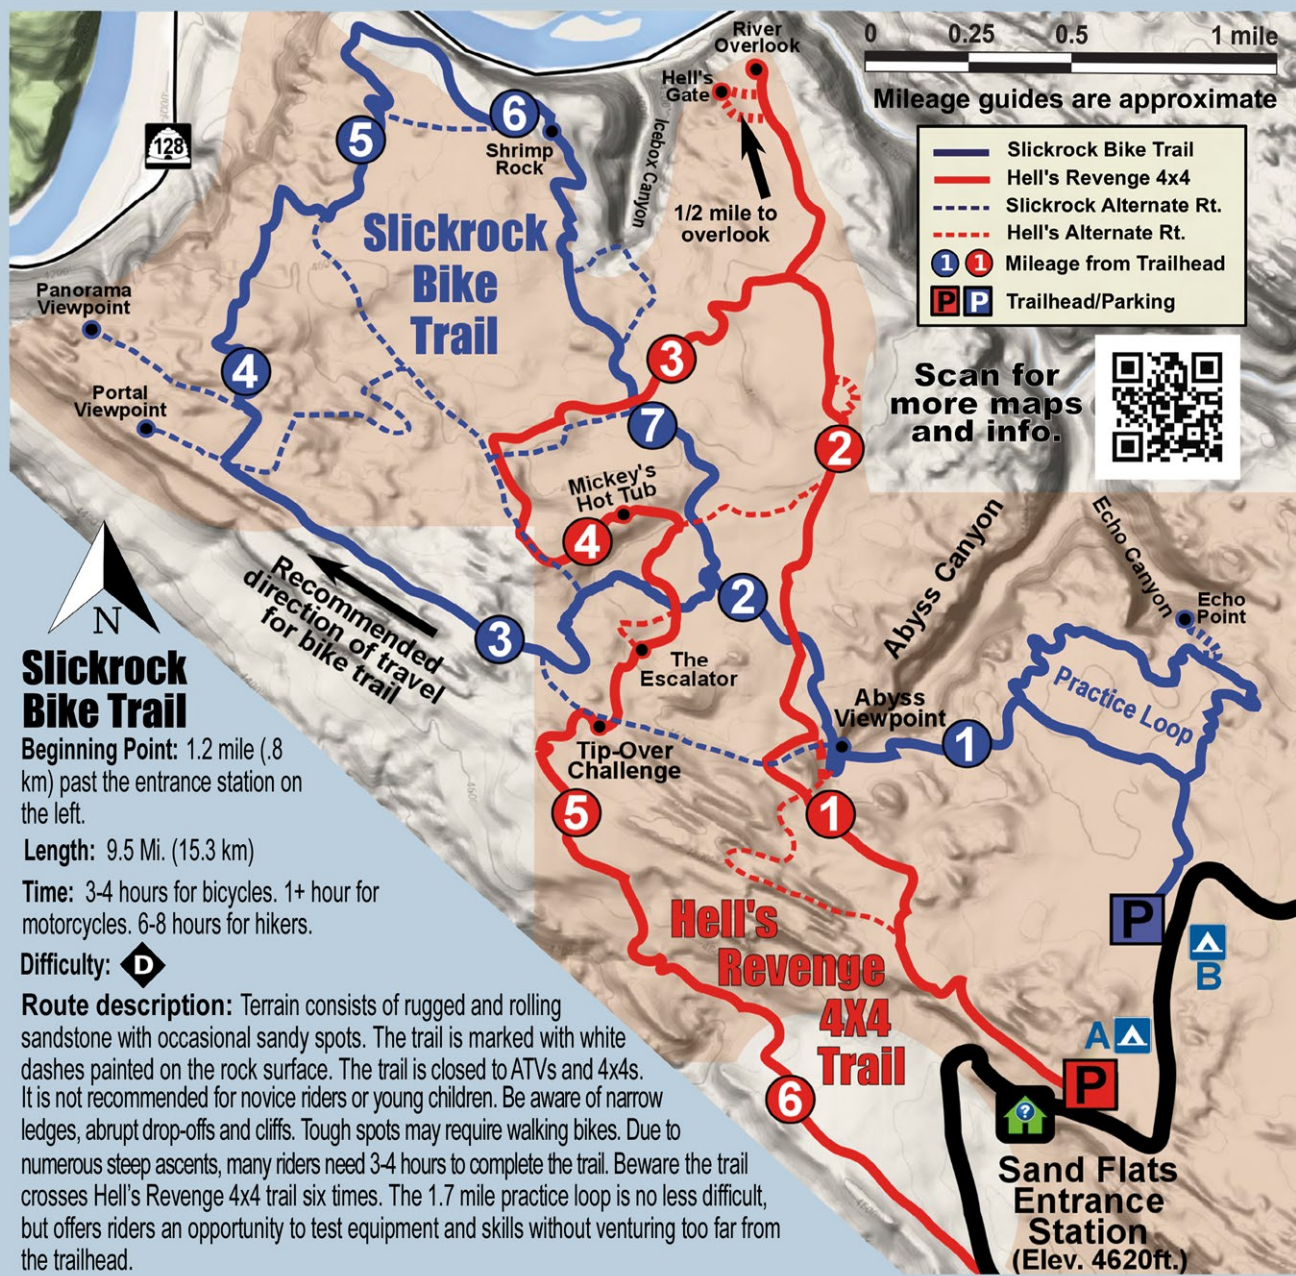 River
Overlook
Hell's
Gate
0 0.25 0.5 1 mile
Mileage guides are approximate
Slickrock Bike Trail
Hell's Revenge 4x4
Slickrock Alternate Rt.
Hell's Alternate Rt.
1 1 Mileage from Trailhead
P P Trailhead/Parking
128
5
6
Shrimp
Rock
Icebox Canyon
1/2 mile to
overlook
Slickrock
Bike
Trail
Panorama
Viewpoint
4
Portal
Viewpoint
3
7
2
Scan for
more maps
and info.
Mickey's
Hot Tub
4
Abyss Canyon
Echo Canyon
Echo
Point
N
Recommended
direction of travel
for bike trail
3
2
The
Escalator
Abyss
Viewpoint
Practice Loop
1
Tip-Over
Challenge
5
1
Slickrock
Bike Trail
Beginning Point: 1.2 mile (.8
km) past the entrance station on
the left.
Length: 9.5 Mi. (15.3 km)
Time: 3-4 hours for bicycles. 1+ hour for
motorcycles. 6-8 hours for hikers.
Difficulty: D
Route description: Terrain consists of rugged and rolling
sandstone with occasional sandy spots. The trail is marked with white
dashes painted on the rock surface. The trail is closed to ATVs and 4x4s.
It is not recommended for novice riders or young children. Be aware of narrow
ledges, abrupt drop-offs and cliffs. Tough spots may require walking bikes. Due to
numerous steep ascents, many riders need 3-4 hours to complete the trail. Beware the trail
crosses Hell's Revenge 4x4 trail six times. The 1.7 mile practice loop is no less difficult,
but offers riders an opportunity to test equipment and skills without venturing too far from
the trailhead.
Hell's
Revenge
4X4
Trail
6
P
B
A
P
?
Sand Flats
Entrance
Station
(Elev. 4620ft.)